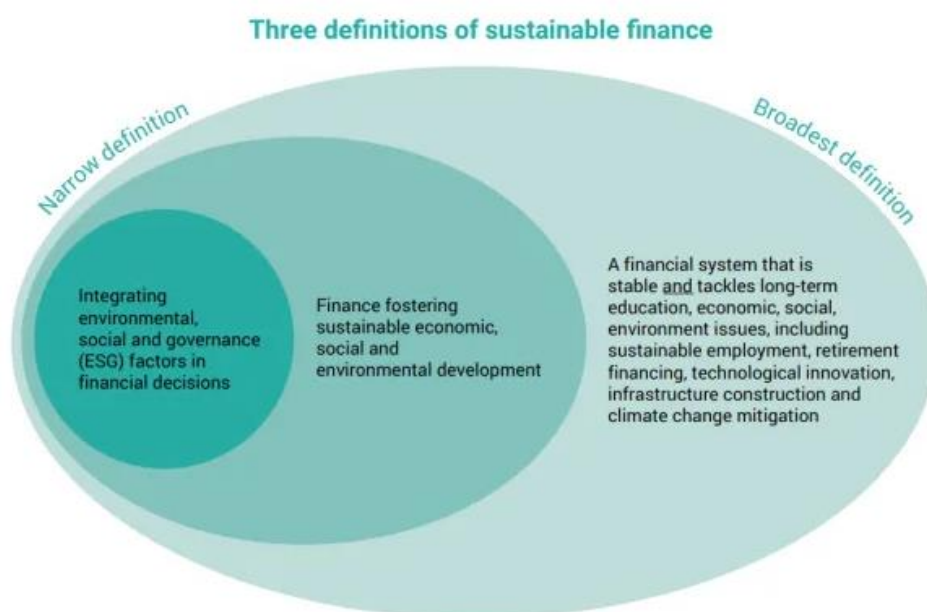 Three definitions of sustainable finance
Narrow definition
Broadest definition
Integrating
environmental,
social and governance
(ESG) factors in
financial decisions
Finance fostering
sustainable economic,
social and
environmental development
A financial system that is
stable and tackles long-term
education, economic, social,
environment issues, including
sustainable employment, retirement
financing, technological innovation,
infrastructure construction and
climate change mitigation